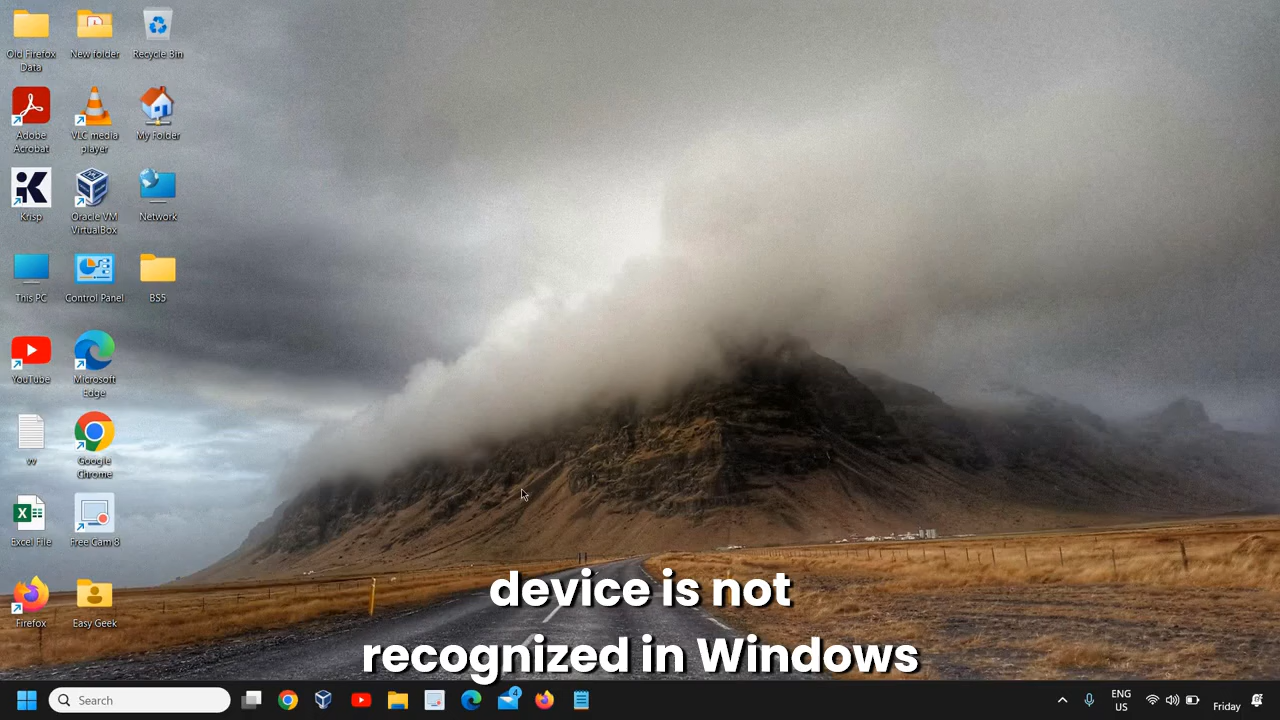 Old Firefox
Data
New folder
Recycle Bin
Adobe
Acrobat
VLC media
player
My Folder
Krisp
Oracle VM
VirtualBox
Network
This PC
Control Panel
BS5
YouTube
Microsoft
Edge
vv
Google
Chrome
Excel File
Free Cam 8
Firefox
Easy Geek
device is not
recognized in Windows
Search
4
ENG
US
Friday